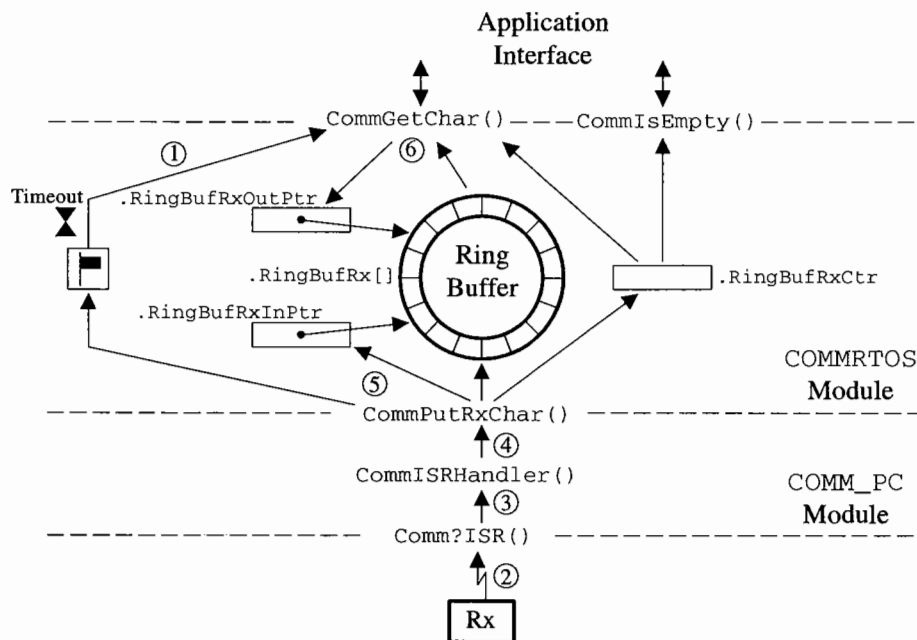 Application
Interface
CommGetChar() CommIsEmpty()
① ⑥
Timeout
.RingBufRxOutPtr
Ring
Buffer
.RingBufRx[]
.RingBufRxCtr
.RingBufRxInPtr
COMMRTOS
Module
⑤
CommPutRxChar()
④
CommISRHandler()
COMM_PC
Module
③
Comm?ISR()
②
Rx